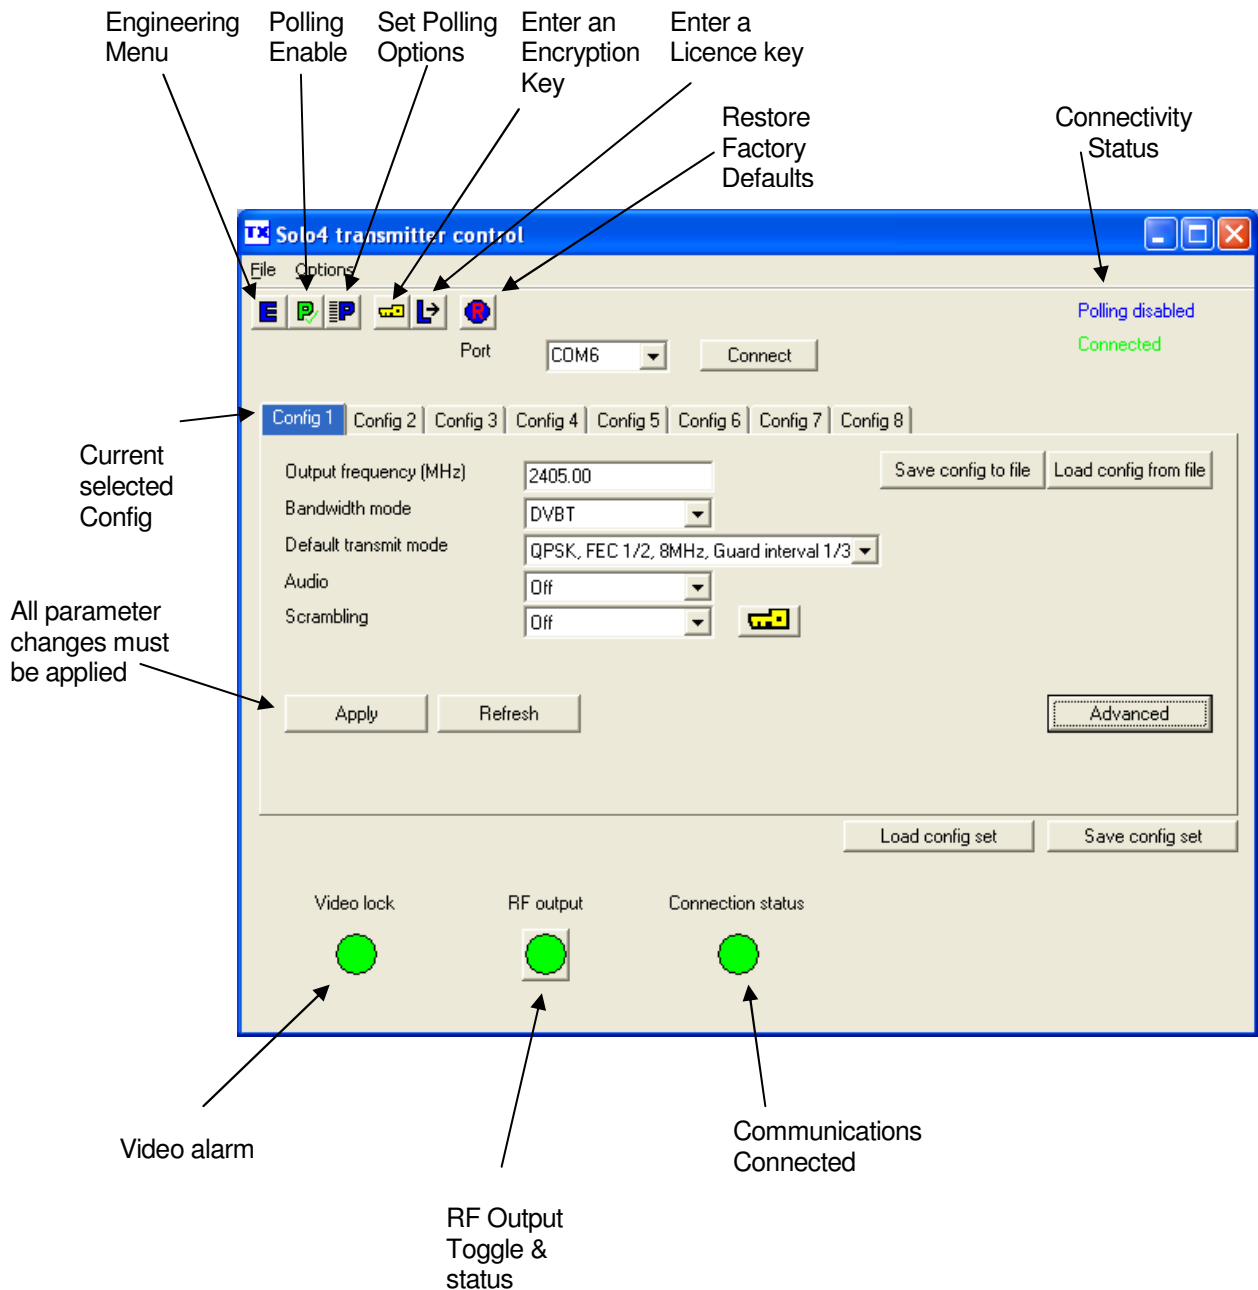 Engineering Menu
Polling Enable
Set Polling Options
Enter an Encryption Key
Enter a Licence key
Restore Factory Defaults
Connectivity Status
TX Solo4 transmitter control
File Options
E P P L R
Polling disabled
Port COM6 Connect
Connected
Config 1 Config 2 Config 3 Config 4 Config 5 Config 6 Config 7 Config 8
Current selected Config
Output frequency (MHz) 2405.00 Save config to file Load config from file
Bandwidth mode DVBT
Default transmit mode QPSK, FEC 1/2, 8MHz, Guard interval 1/3
Audio Off
Scrambling Off
All parameter changes must be applied
Apply Refresh Advanced
Load config set Save config set
Video lock RF output Connection status
Video alarm
Communications Connected
RF Output Toggle & status